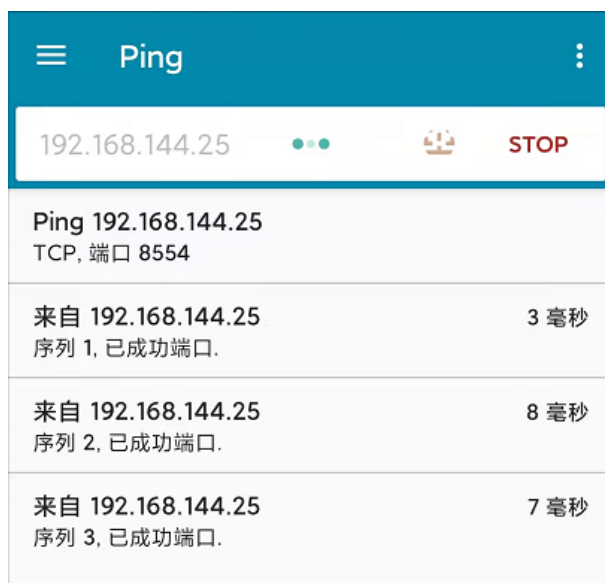 Ping
192.168.144.25
STOP
Ping 192.168.144.25
TCP, 端口 8554
来自 192.168.144.25
3 毫秒
序列 1, 已成功端口.
来自 192.168.144.25
8 毫秒
序列 2, 已成功端口.
来自 192.168.144.25
7 毫秒
序列 3, 已成功端口.